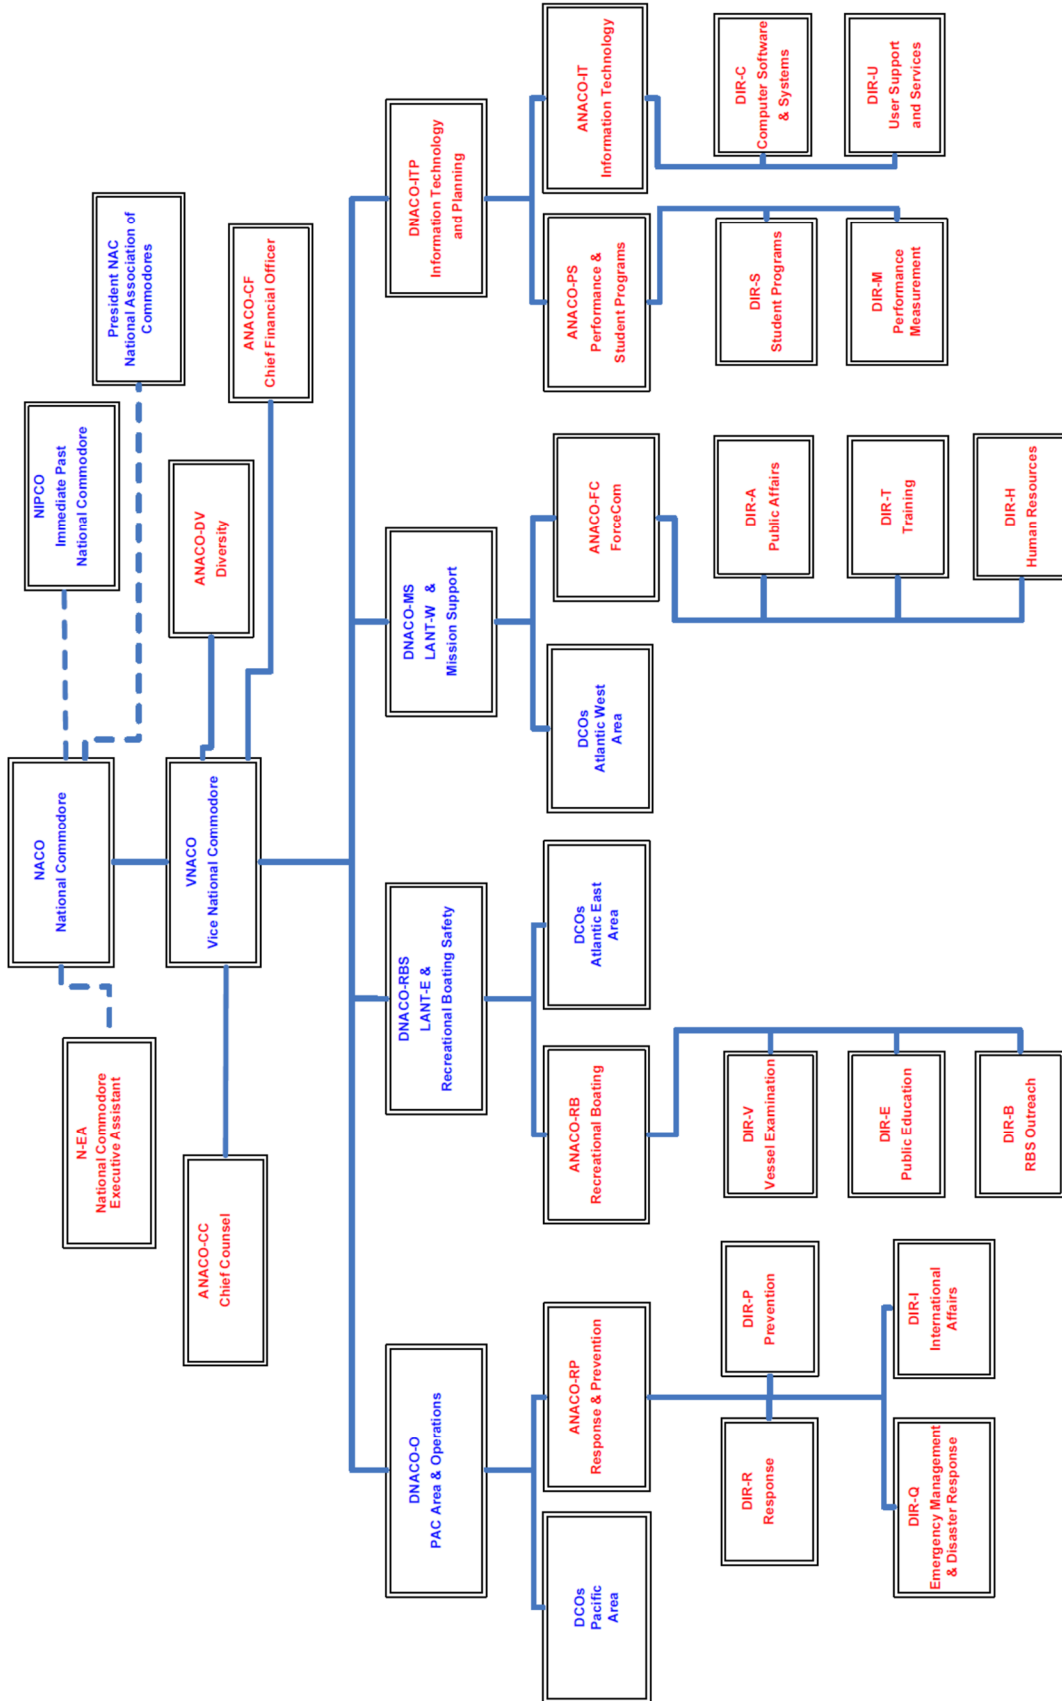 NACO
National Commodore
NIPCO
Immediate Past
National Commodore
President NAC
National Association of
Commodores
N-EA
National Commodore
Executive Assistant
VNACO
Vice National Commodore
ANACO-DV
Diversity
ANACO-CF
Chief Financial Officer
ANACO-CC
Chief Counsel
DNACO-O
PAC Area & Operations
DNACO-RBS
LANT-E &
Recreational Boating Safety
DNACO-MS
LANT-W &
Mission Support
DNACO-ITP
Information Technology
and Planning
DCOs
Pacific
Area
ANACO-RP
Response & Prevention
ANACO-RB
Recreational Boating
DCOs
Atlantic East
Area
DCOs
Atlantic West
Area
ANACO-FC
ForceCom
ANACO-PS
Performance &
Student Programs
ANACO-IT
Information Technology
DIR-R
Response
DIR-P
Prevention
DIR-V
Vessel Examination
DIR-A
Public Affairs
DIR-S
Student Programs
DIR-C
Computer Software
& Systems
DIR-Q
Emergency Management
& Disaster Response
DIR-I
International
Affairs
DIR-E
Public Education
DIR-T
Training
DIR-M
Performance
Measurement
DIR-U
User Support
and Services
DIR-B
RBS Outreach
DIR-H
Human Resources